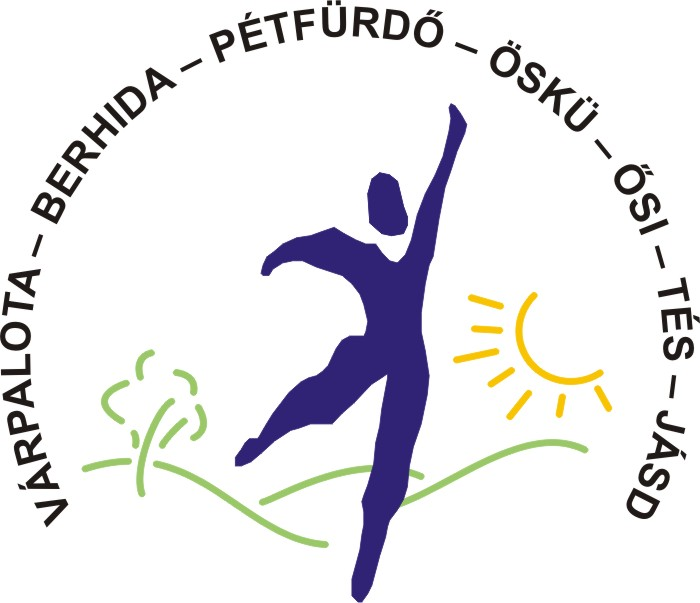 VÁRPALOTA – BERHIDA – PÉTFÜRDŐ – ÖSKÜ – ŐSI – TÉS – JÁSD